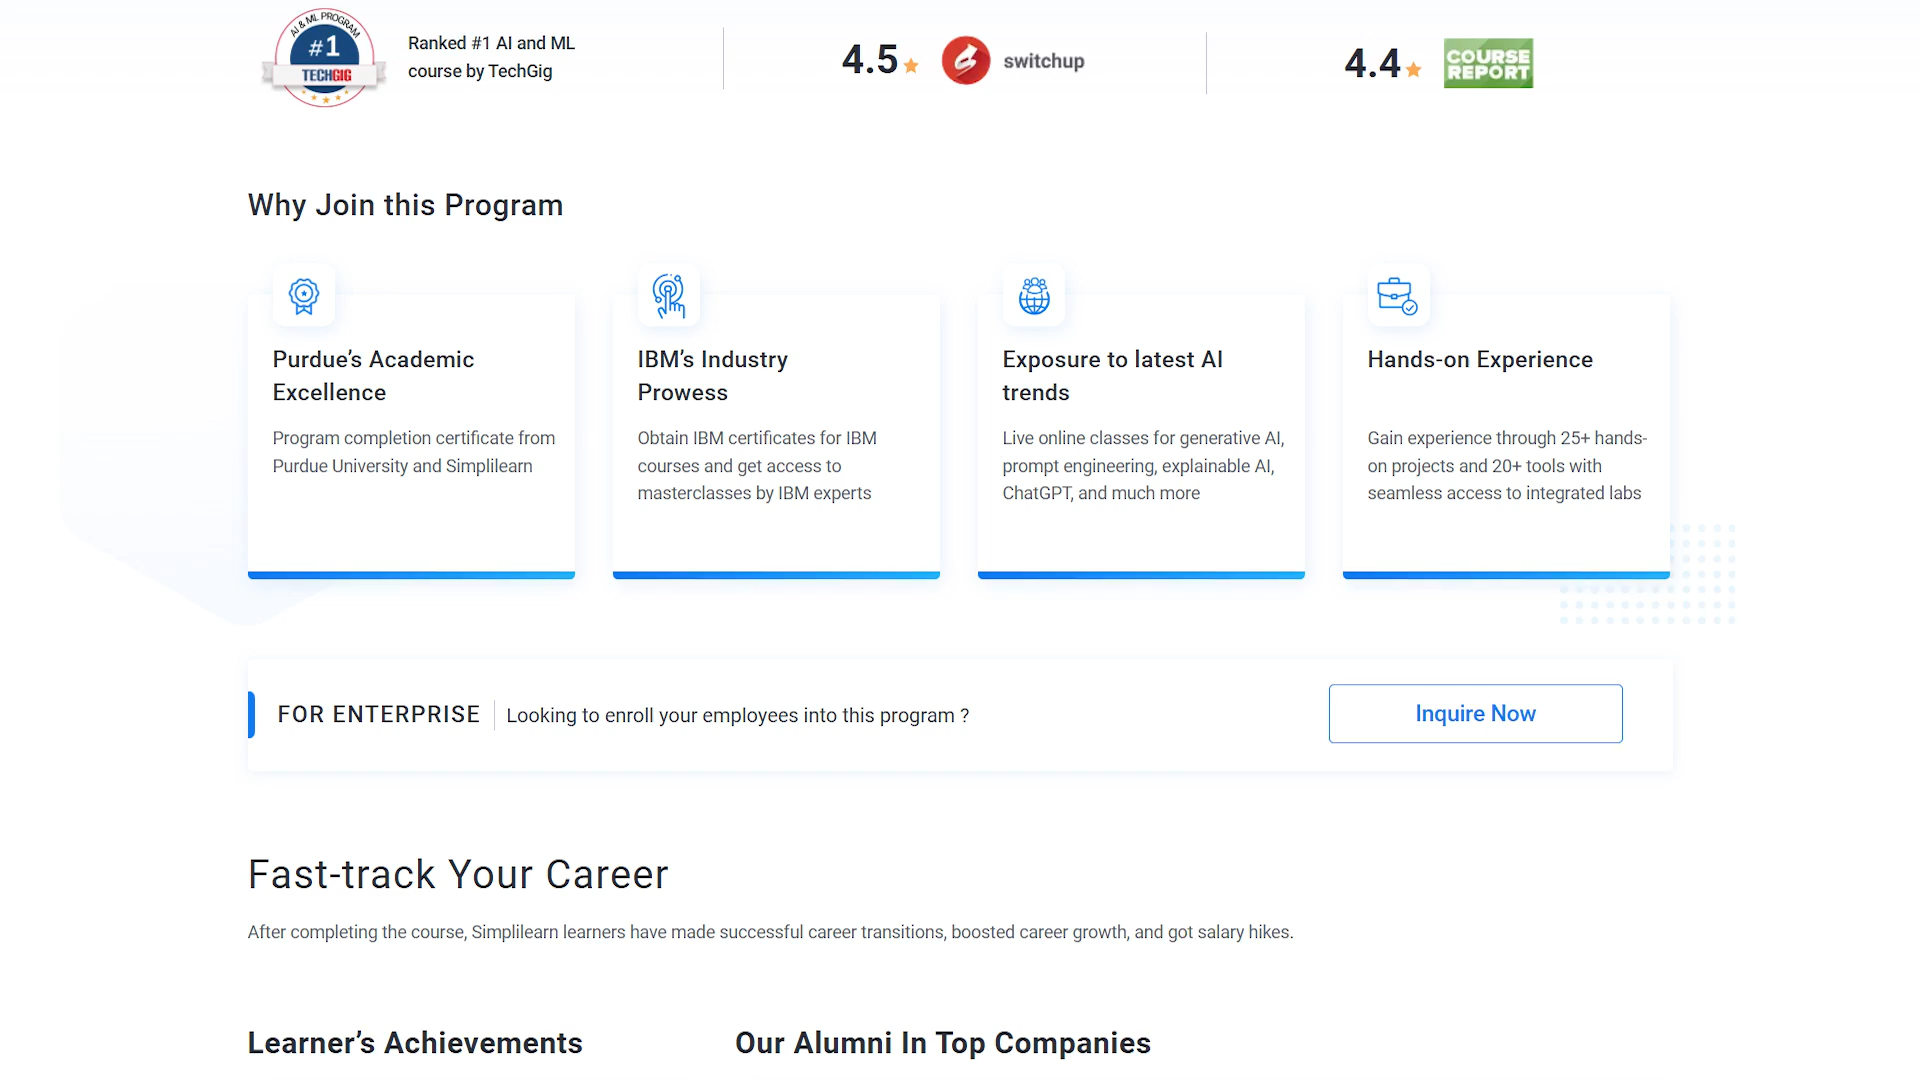 AI & ML PROGRAM
#1
TECHGIG
Ranked #1 AI and ML
course by TechGig
4.5
switchup
4.4
COURSE
REPORT
Why Join this Program
Purdue’s Academic
Excellence
Program completion certificate from
Purdue University and Simplilearn
IBM’s Industry
Prowess
Obtain IBM certificates for IBM
courses and get access to
masterclasses by IBM experts
Exposure to latest AI
trends
Live online classes for generative AI,
prompt engineering, explainable AI,
ChatGPT, and much more
Hands-on Experience
Gain experience through 25+ hands-
on projects and 20+ tools with
seamless access to integrated labs
FOR ENTERPRISE
Looking to enroll your employees into this program ?
Inquire Now
Fast-track Your Career
After completing the course, Simplilearn learners have made successful career transitions, boosted career growth, and got salary hikes.
Learner’s Achievements
Our Alumni In Top Companies